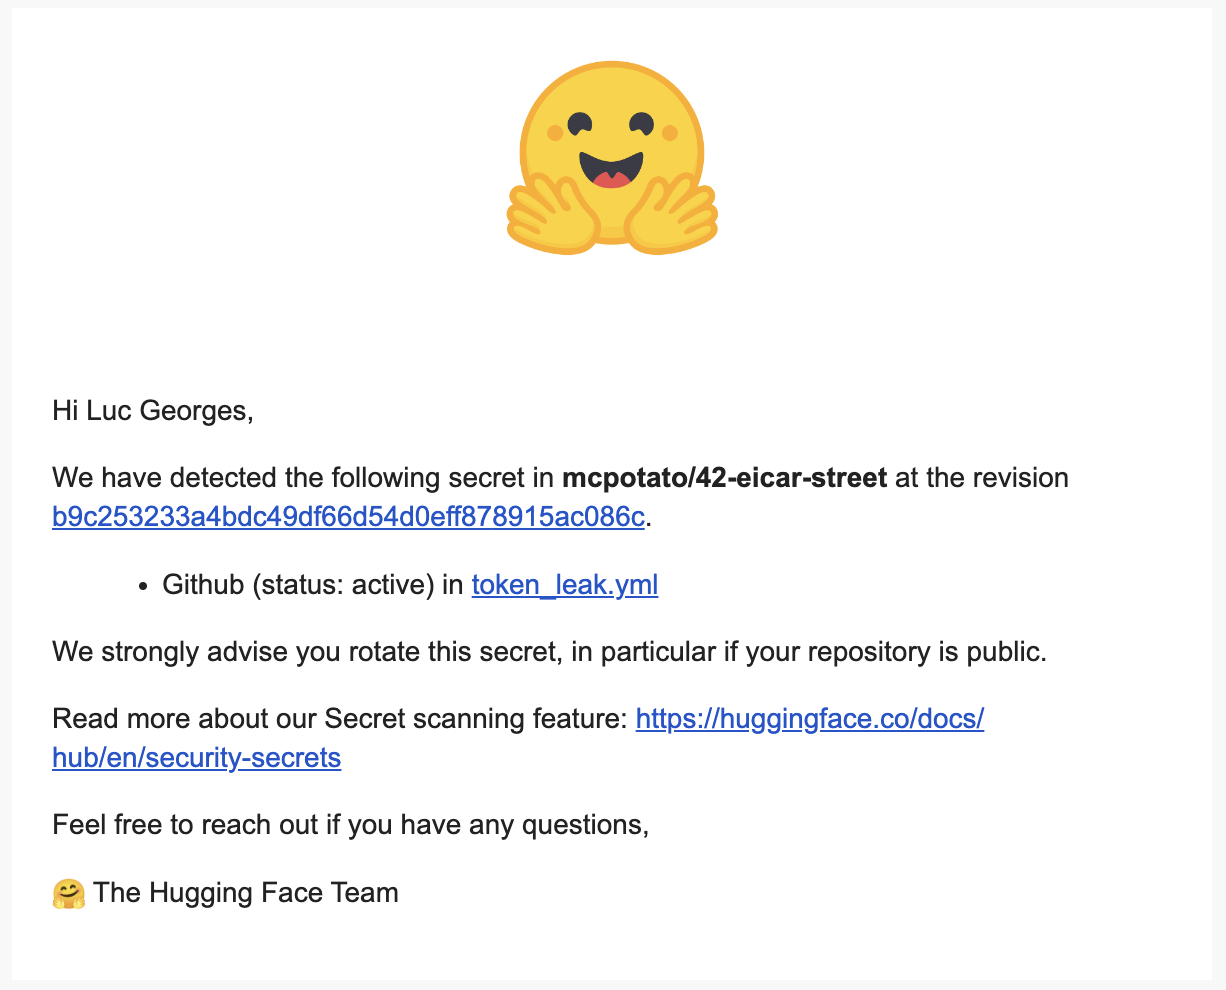 Hi Luc Georges,
We have detected the following secret in mcpotato/42-eicar-street at the revision
b9c253233a4bdc49df66d54d0eff878915ac086c.
• Github (status: active) in token_leak.yml
We strongly advise you rotate this secret, in particular if your repository is public.
Read more about our Secret scanning feature: https://huggingface.co/docs/
hub/en/security-secrets
Feel free to reach out if you have any questions,
🤗 The Hugging Face Team